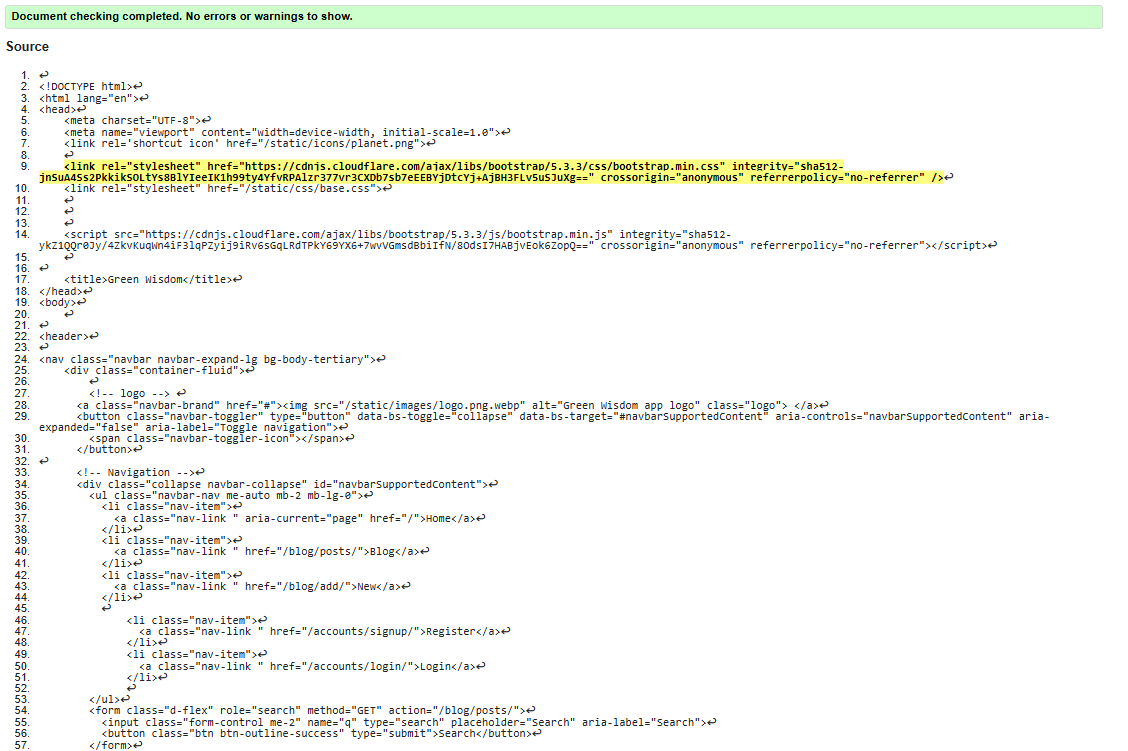 Document checking completed. No errors or warnings to show.
Source
1. ↩
2. <!DOCTYPE html>↩
3. <html lang="en">↩
4. <head>↩
5. <meta charset="UTF-8">↩
6. <meta name="viewport" content="width=device-width, initial-scale=1.0">↩
7. <link rel='shortcut icon' href="/static/icons/planet.png">↩
8. ↩
9. <link rel="stylesheet" href="https://cdnjs.cloudflare.com/ajax/libs/bootstrap/5.3.3/css/bootstrap.min.css" integrity="sha512-
jnSuA4Ss2PkkikSOLtYs8BlYIeeIK1h99ty4YfvRPAlzr377vr3CXDb7sb7eEEBYjDtcYj+AjBH3FLv5uSJuXg==" crossorigin="anonymous" referrerpolicy="no-referrer" />↩
10. <link rel="stylesheet" href="/static/css/base.css">↩
11. ↩
12. ↩
13. ↩
14. <script src="https://cdnjs.cloudflare.com/ajax/libs/bootstrap/5.3.3/js/bootstrap.min.js" integrity="sha512-
ykZ1QQr0Jy/4ZkvKuqWn4iF3lqPZyij9iRv6sGqLRdTPkY69YX6+7wvVGmsdBbiIfN/8OdsI7HABjvEok6ZopQ==" crossorigin="anonymous" referrerpolicy="no-referrer"></script>↩
15. ↩
16. ↩
17. <title>Green Wisdom</title>↩
18. </head>↩
19. <body>↩
20. ↩
21. ↩
22. <header>↩
23. ↩
24. <nav class="navbar navbar-expand-lg bg-body-tertiary">↩
25. <div class="container-fluid">↩
26. ↩
27. <!-- logo --> ↩
28. <a class="navbar-brand" href="#"><img src="/static/images/logo.png.webp" alt="Green Wisdom app logo" class="logo"> </a>↩
29. <button class="navbar-toggler" type="button" data-bs-toggle="collapse" data-bs-target="#navbarSupportedContent" aria-controls="navbarSupportedContent" aria-
expanded="false" aria-label="Toggle navigation">↩
30. <span class="navbar-toggler-icon"></span>↩
31. </button>↩
32. ↩
33. <!-- Navigation -->↩
34. <div class="collapse navbar-collapse" id="navbarSupportedContent">↩
35. <ul class="navbar-nav me-auto mb-2 mb-lg-0">↩
36. <li class="nav-item">↩
37. <a class="nav-link " aria-current="page" href="/">Home</a>↩
38. </li>↩
39. <li class="nav-item">↩
40. <a class="nav-link " href="/blog/posts/">Blog</a>↩
41. </li>↩
42. <li class="nav-item">↩
43. <a class="nav-link " href="/blog/add/">New</a>↩
44. </li>↩
45. ↩
46. <li class="nav-item">↩
47. <a class="nav-link " href="/accounts/signup/">Register</a>↩
48. </li>↩
49. <li class="nav-item">↩
50. <a class="nav-link " href="/accounts/login/">Login</a>↩
51. </li>↩
52. ↩
53. </ul>↩
54. <form class="d-flex" role="search" method="GET" action="/blog/posts/">↩
55. <input class="form-control me-2" name="q" type="search" placeholder="Search" aria-label="Search">↩
56. <button class="btn btn-outline-success" type="submit">Search</button>↩
57. </form>↩